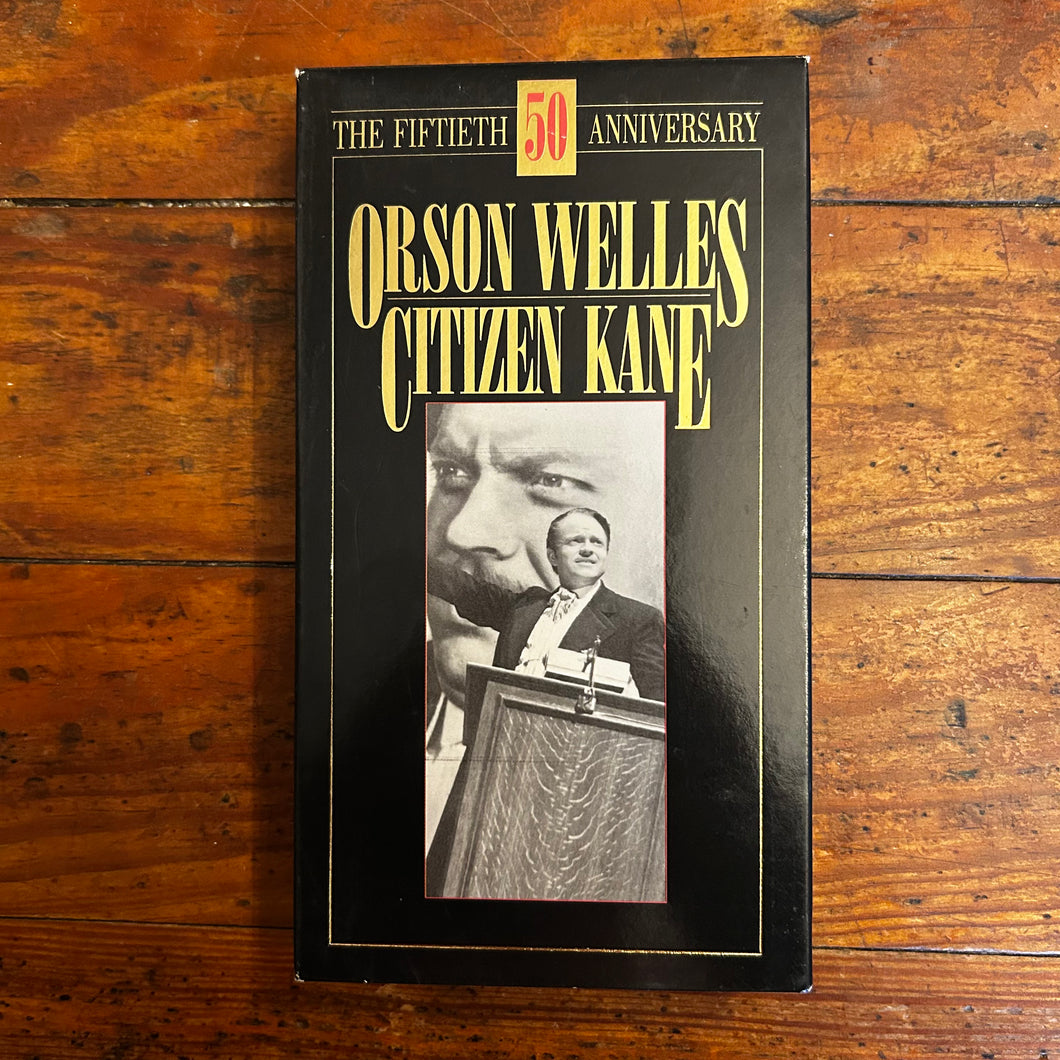 THE FIFTIETH 50 ANNIVERSARY
ORSON WELLES
CITIZEN KANE